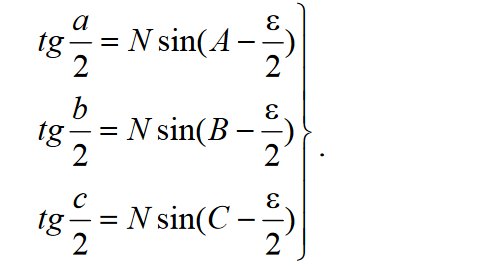 tg a/2 = N sin(A − ε/2)
tg b/2 = N sin(B − ε/2)
tg c/2 = N sin(C − ε/2) }.